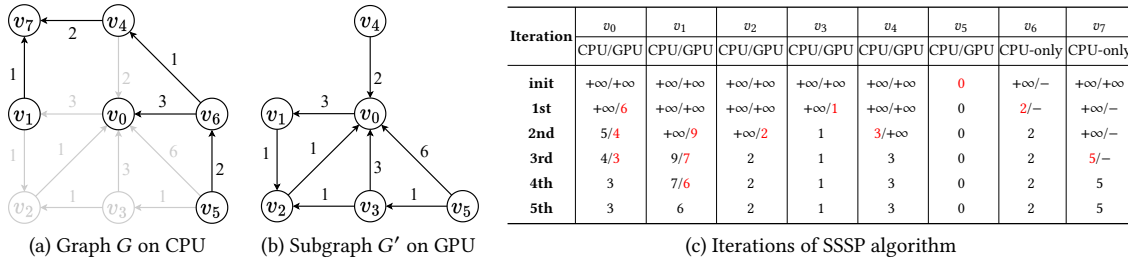 v7 v4 2 1 1 2
v1 3 v0 3 v6
1 1 3 6 2
v2 1 v3 1 v5
(a) Graph G on CPU
v4
2
v1 3 v0
1 1 3 6
v2 1 v3 1 v5
(b) Subgraph G′ on GPU
Iteration v0 v1 v2 v3 v4 v5 v6 v7
CPU/GPU CPU/GPU CPU/GPU CPU/GPU CPU/GPU CPU/GPU CPU-only CPU-only
init +∞/+∞ +∞/+∞ +∞/+∞ +∞/+∞ +∞/+∞ 0 +∞/− +∞/+∞
1st +∞/6 +∞/+∞ +∞/+∞ +∞/1 +∞/+∞ 0 2/− +∞/−
2nd 5/4 +∞/9 +∞/2 1 3/+∞ 0 2 +∞/−
3rd 4/3 9/7 2 1 3 0 2 5/−
4th 3 7/6 2 1 3 0 2 5
5th 3 6 2 1 3 0 2 5
(c) Iterations of SSSP algorithm